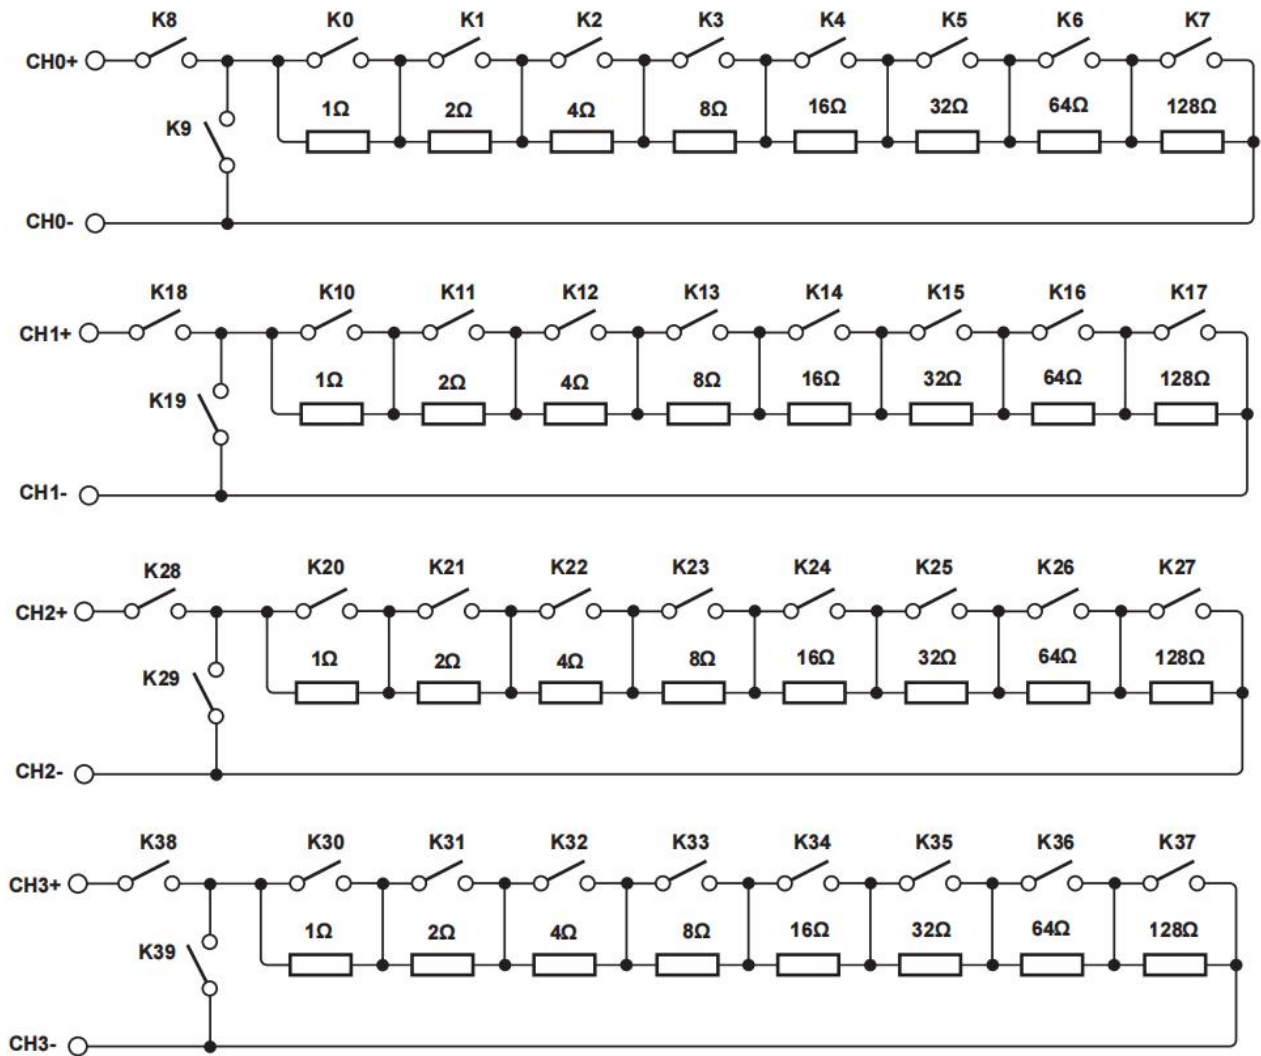 K8 K0 K1 K2 K3 K4 K5 K6 K7
CH0+
1Ω 2Ω 4Ω 8Ω 16Ω 32Ω 64Ω 128Ω
K9
CH0-
K18 K10 K11 K12 K13 K14 K15 K16 K17
CH1+
1Ω 2Ω 4Ω 8Ω 16Ω 32Ω 64Ω 128Ω
K19
CH1-
K28 K20 K21 K22 K23 K24 K25 K26 K27
CH2+
1Ω 2Ω 4Ω 8Ω 16Ω 32Ω 64Ω 128Ω
K29
CH2-
K38 K30 K31 K32 K33 K34 K35 K36 K37
CH3+
1Ω 2Ω 4Ω 8Ω 16Ω 32Ω 64Ω 128Ω
K39
CH3-